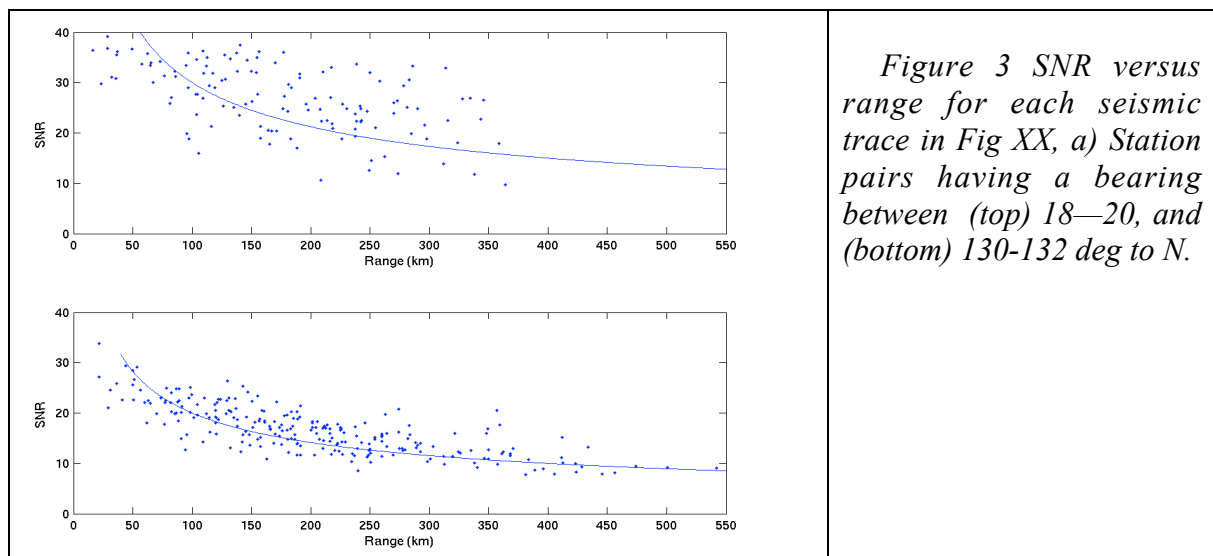 40
30
20
10
0
SNR
0 50 100 150 200 250 300 350 400 450 500 550
Range (km)
40
30
20
10
0
SNR
0 50 100 150 200 250 300 350 400 450 500 550
Range (km)
Figure 3 SNR versus
range for each seismic
trace in Fig XX, a) Station
pairs having a bearing
between (top) 18—20, and
(bottom) 130-132 deg to N.